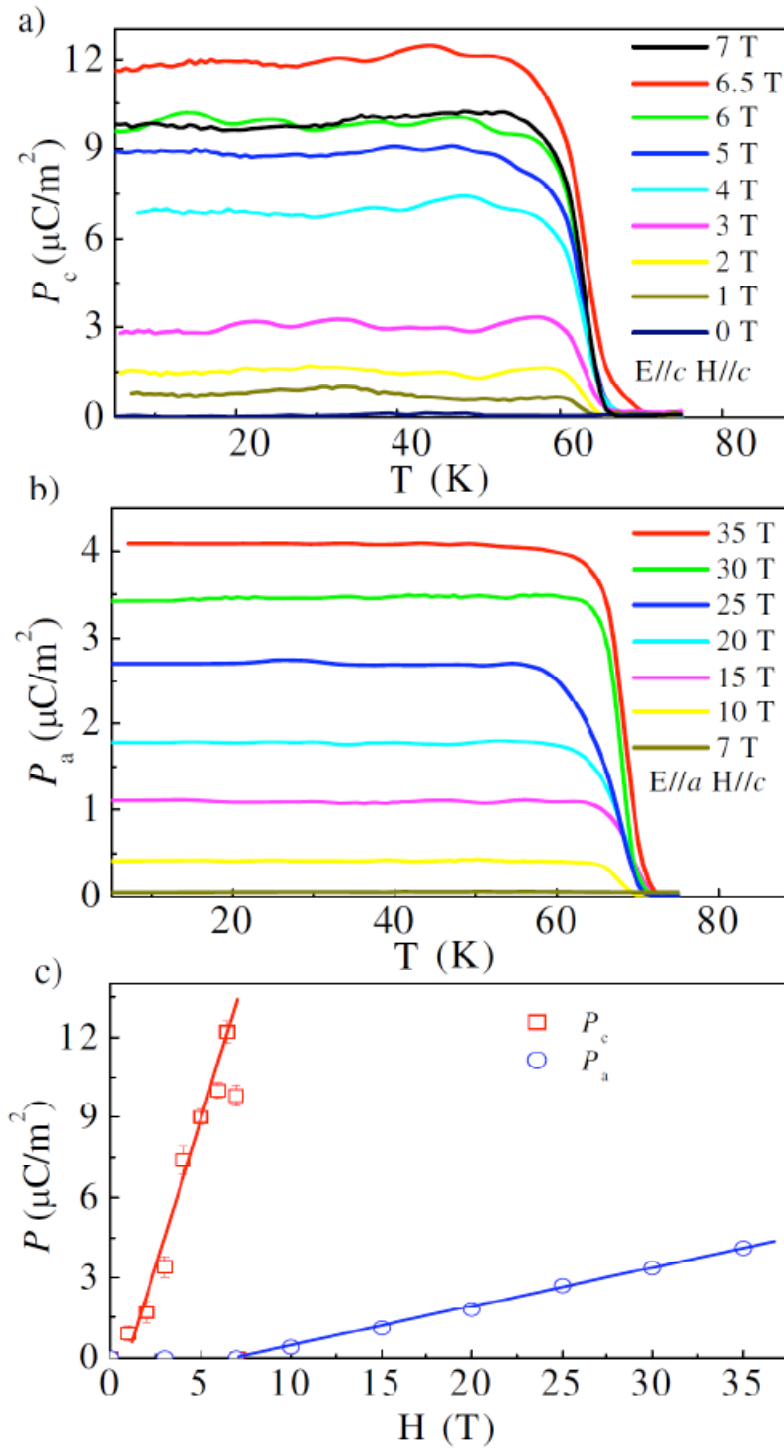 a)
12
9
6
3
0
P_c (μC/m²)
7 T
6.5 T
6 T
5 T
4 T
3 T
2 T
1 T
0 T
E//c H//c
20 40 60 80
T (K)
b)
4
3
2
1
0
P_a (μC/m²)
35 T
30 T
25 T
20 T
15 T
10 T
7 T
E//a H//c
20 40 60 80
T (K)
c)
12
9
6
3
0
P (μC/m²)
P_c
P_a
0 5 10 15 20 25 30 35
H (T)